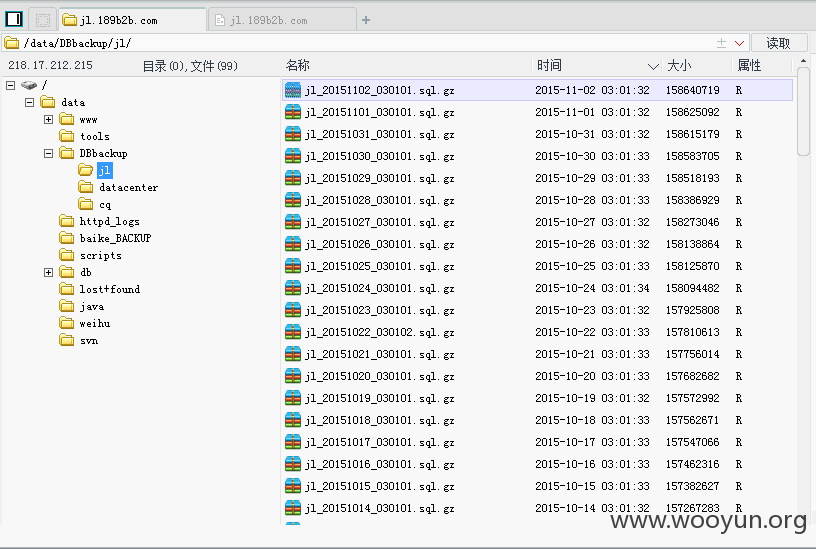 jl.189b2b.com jl.189b2b.com +
/data/DBbackup/jl/ 读取
218.17.212.215 目录(0),文件(99) 名称 时间 大小 属性
/
data
www
tools
DBbackup
jl
datacenter
cq
httpd_logs
baike_BACKUP
scripts
db
lost+found
java
weihu
svn
jl_20151102_030101.sql.gz 2015-11-02 03:01:32 158640719 R
jl_20151101_030101.sql.gz 2015-11-01 03:01:32 158625092 R
jl_20151031_030101.sql.gz 2015-10-31 03:01:32 158615179 R
jl_20151030_030101.sql.gz 2015-10-30 03:01:33 158583705 R
jl_20151029_030101.sql.gz 2015-10-29 03:01:33 158518193 R
jl_20151028_030101.sql.gz 2015-10-28 03:01:33 158386929 R
jl_20151027_030101.sql.gz 2015-10-27 03:01:32 158273046 R
jl_20151026_030101.sql.gz 2015-10-26 03:01:32 158138864 R
jl_20151025_030101.sql.gz 2015-10-25 03:01:33 158125870 R
jl_20151024_030101.sql.gz 2015-10-24 03:01:34 158094482 R
jl_20151023_030101.sql.gz 2015-10-23 03:01:32 157925808 R
jl_20151022_030102.sql.gz 2015-10-22 03:01:33 157810613 R
jl_20151021_030101.sql.gz 2015-10-21 03:01:33 157756014 R
jl_20151020_030101.sql.gz 2015-10-20 03:01:33 157682682 R
jl_20151019_030101.sql.gz 2015-10-19 03:01:32 157572992 R
jl_20151018_030101.sql.gz 2015-10-18 03:01:33 157562671 R
jl_20151017_030101.sql.gz 2015-10-17 03:01:33 157547066 R
jl_20151016_030101.sql.gz 2015-10-16 03:01:33 157462316 R
jl_20151015_030101.sql.gz 2015-10-15 03:01:33 157382627 R
jl_20151014_030101.sql.gz 2015-10-14 03:01:32 157267283 R
www.wooyun.org